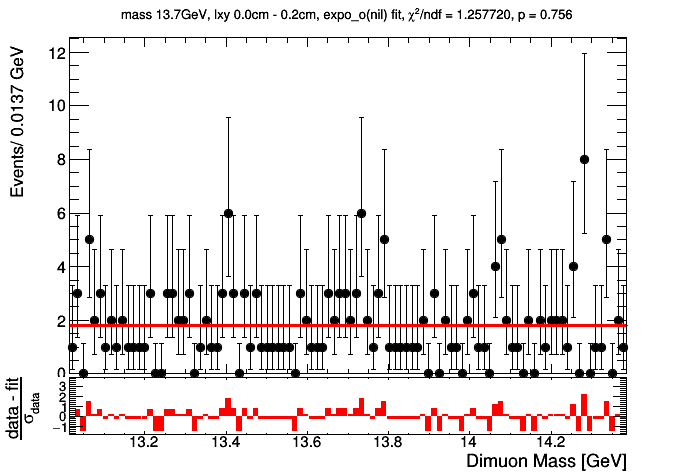 mass 13.7GeV, lxy 0.0cm - 0.2cm, expo_o(nil) fit, χ²/ndf = 1.257720, p = 0.756
Events/ 0.0137 GeV
12
10
8
6
4
2
0
data - fit
σdata
3
2
1
−1
13.2 13.4 13.6 13.8 14 14.2
Dimuon Mass [GeV]